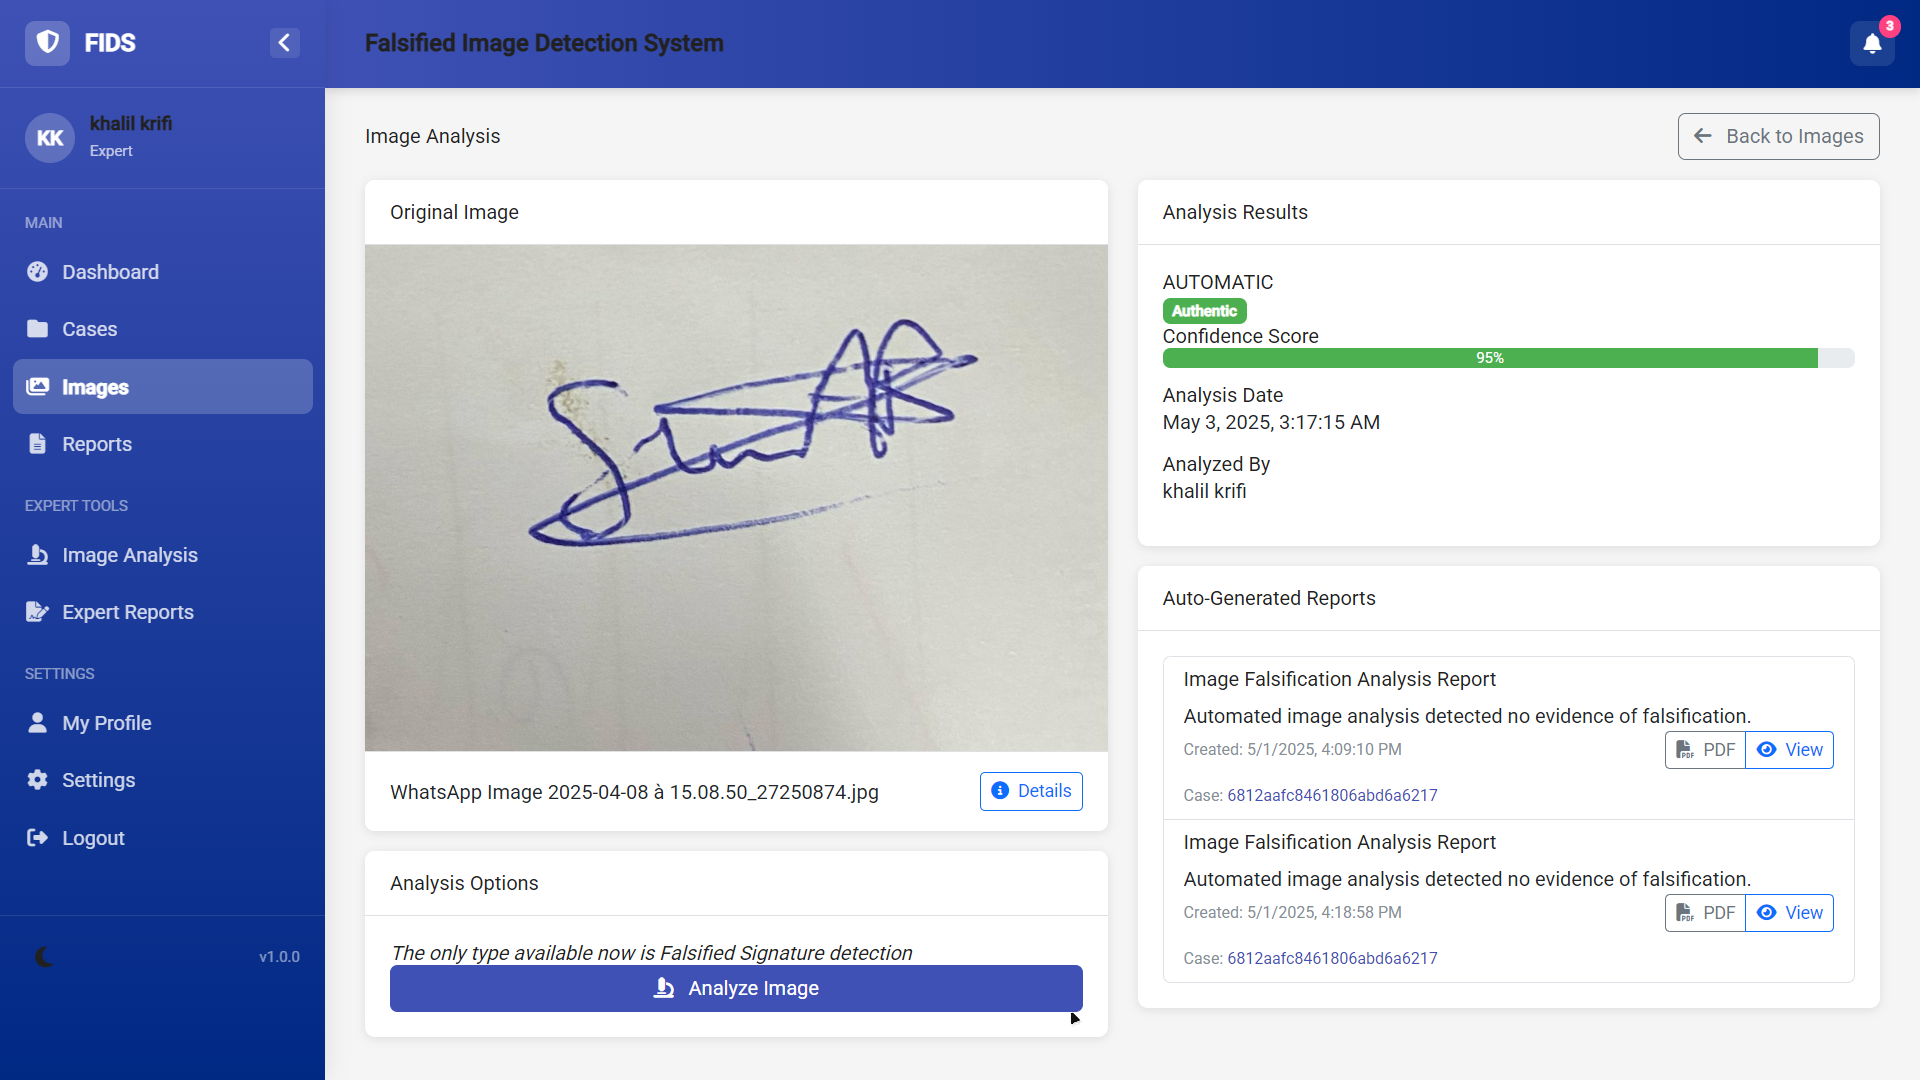 FIDS
Falsified Image Detection System
3
KK
khalil krifi
Expert
MAIN
Dashboard
Cases
Images
Reports
EXPERT TOOLS
Image Analysis
Expert Reports
SETTINGS
My Profile
Settings
Logout
v1.0.0
Image Analysis
Back to Images
Original Image
WhatsApp Image 2025-04-08 à 15.08.50_27250874.jpg
Details
Analysis Options
The only type available now is Falsified Signature detection
Analyze Image
Analysis Results
AUTOMATIC
Authentic
Confidence Score
95%
Analysis Date
May 3, 2025, 3:17:15 AM
Analyzed By
khalil krifi
Auto-Generated Reports
Image Falsification Analysis Report
Automated image analysis detected no evidence of falsification.
Created: 5/1/2025, 4:09:10 PM
PDF
View
Case: 6812aafc8461806abd6a6217
Image Falsification Analysis Report
Automated image analysis detected no evidence of falsification.
Created: 5/1/2025, 4:18:58 PM
PDF
View
Case: 6812aafc8461806abd6a6217